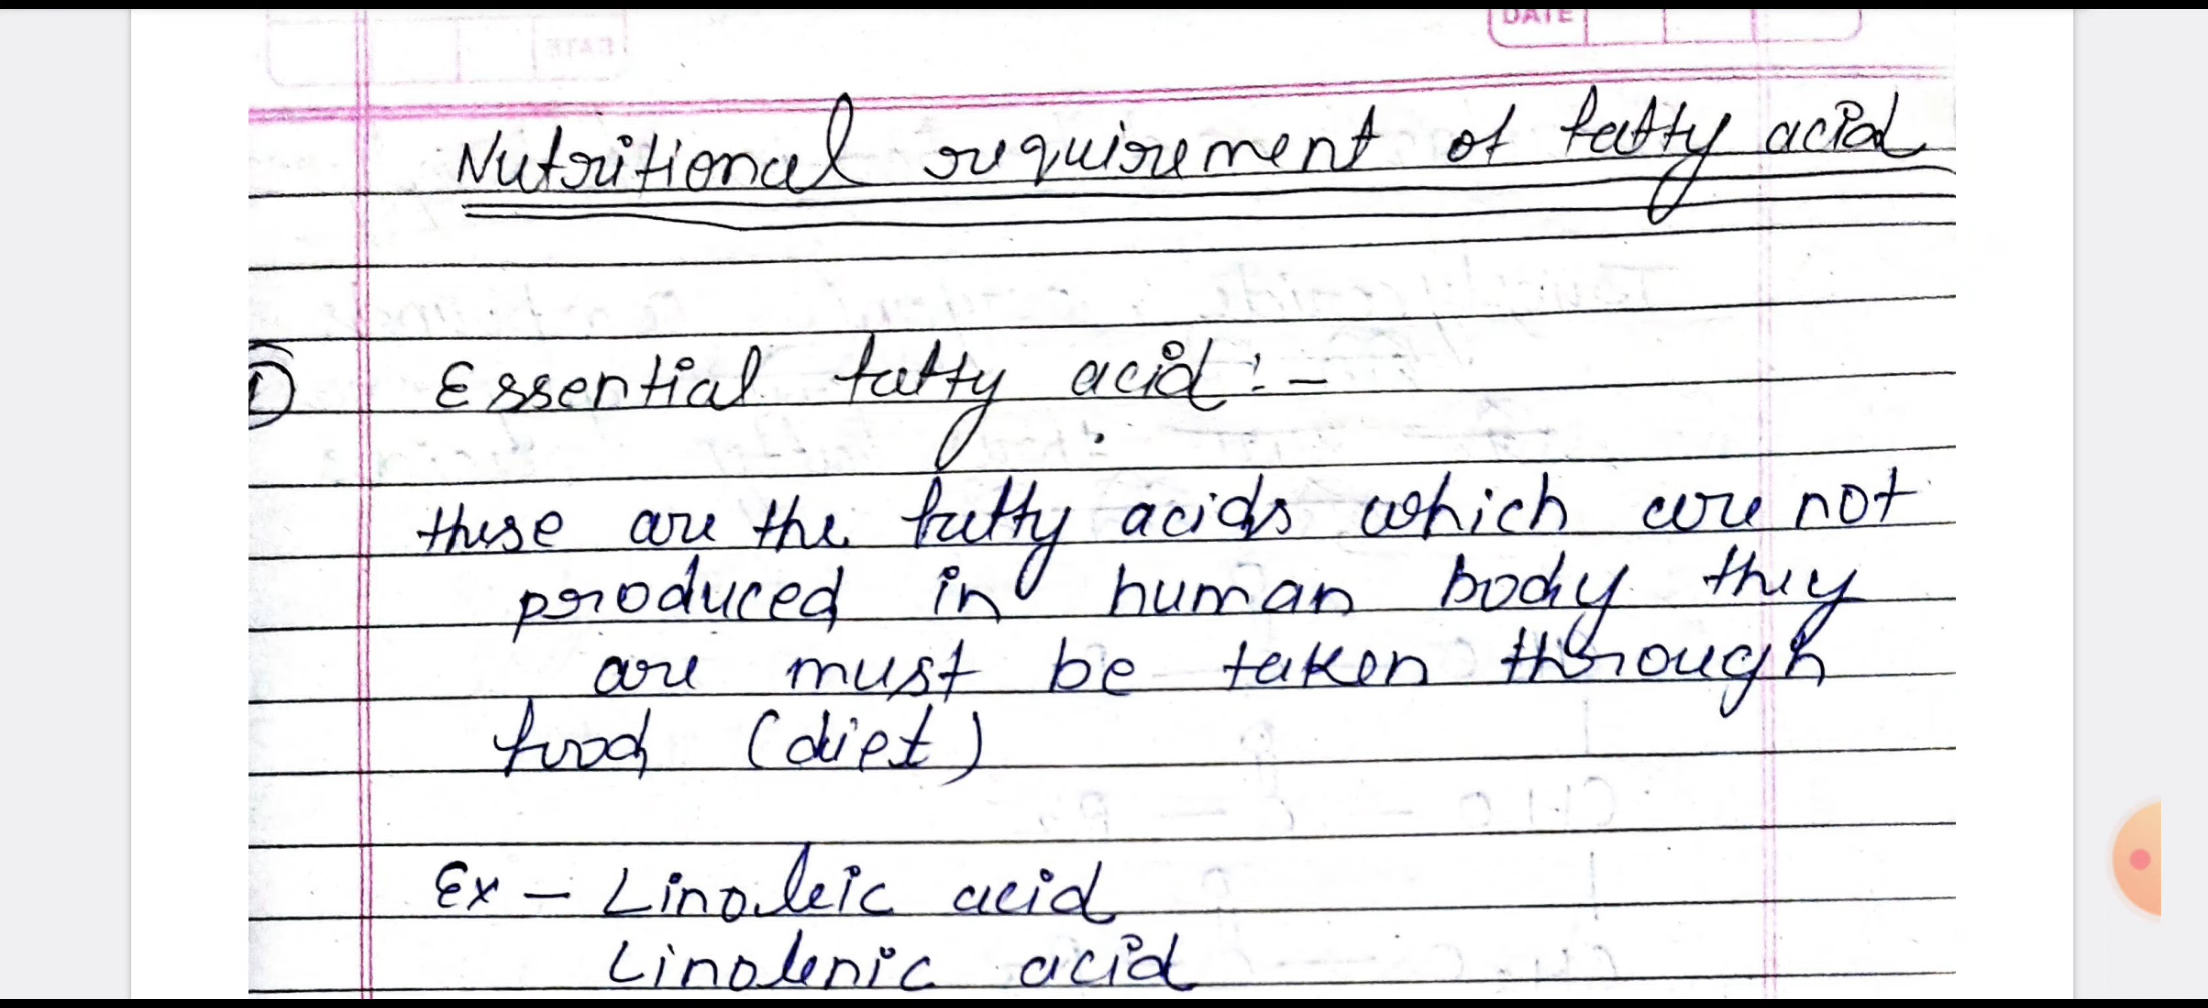 DATE
Nutritional requirement of fatty acid
① Essential fatty acid :-
these are the fatty acids which are not
produced in human body they
are must be taken through
food (diet)
Ex - Linoleic acid
Linolenic acid